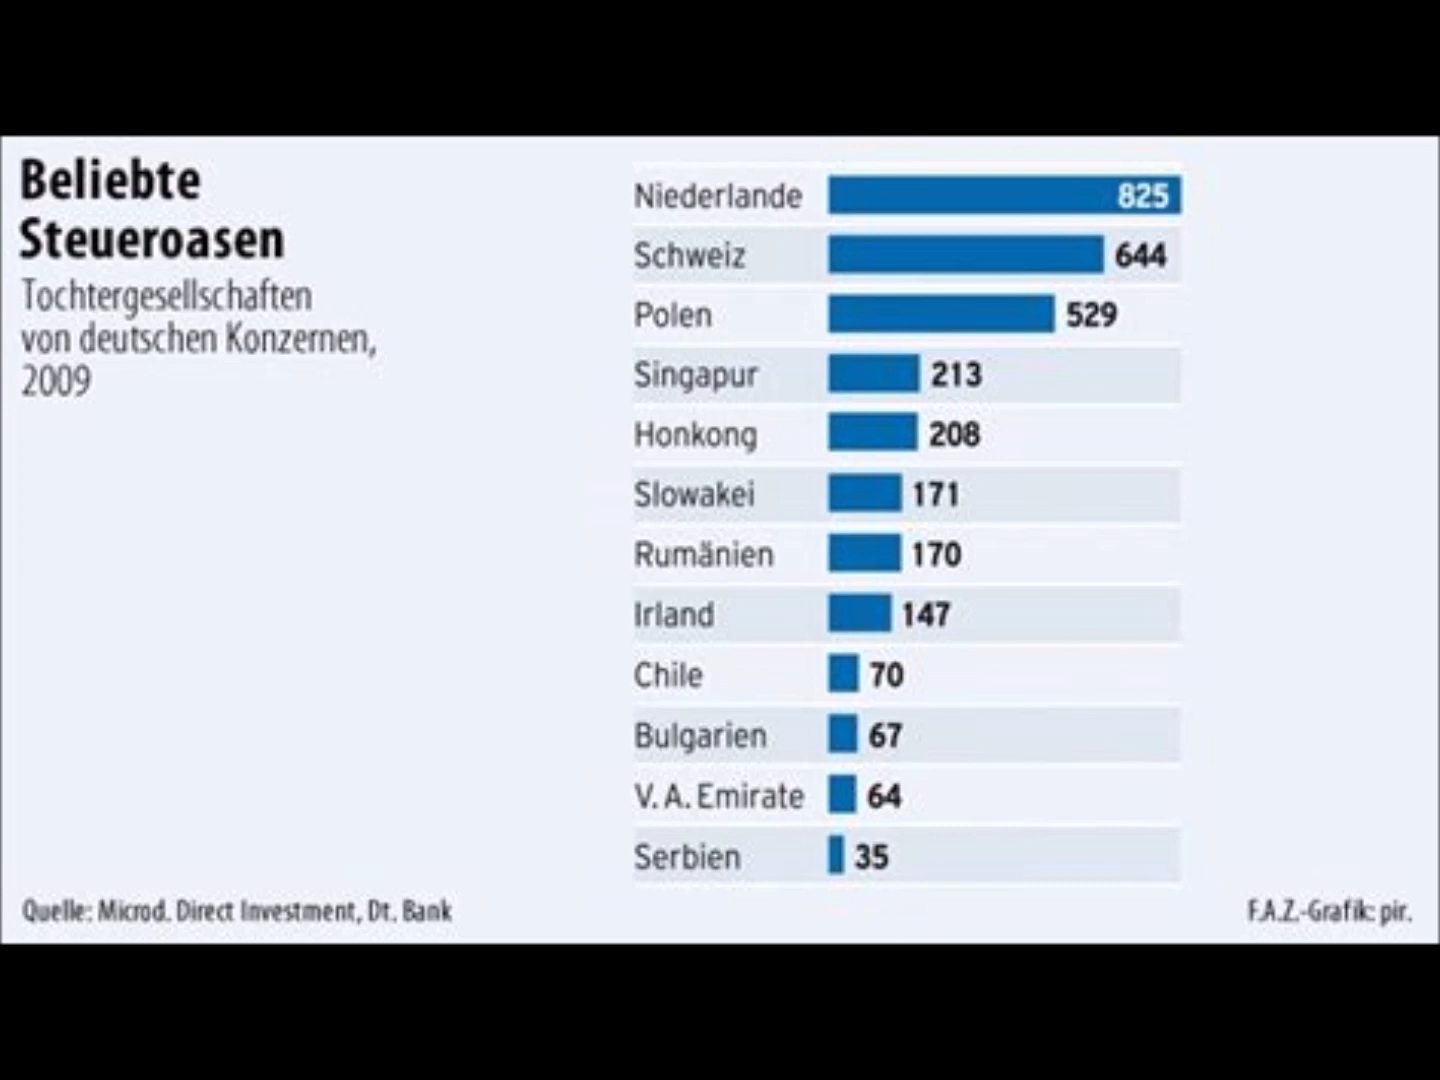 Beliebte
Steueroasen
Tochtergesellschaften
von deutschen Konzernen,
2009
Niederlande 825
Schweiz 644
Polen 529
Singapur 213
Honkong 208
Slowakei 171
Rumänien 170
Irland 147
Chile 70
Bulgarien 67
V. A. Emirate 64
Serbien 35
Quelle: Microd. Direct Investment, Dt. Bank
F.A.Z.-Grafik: pir.